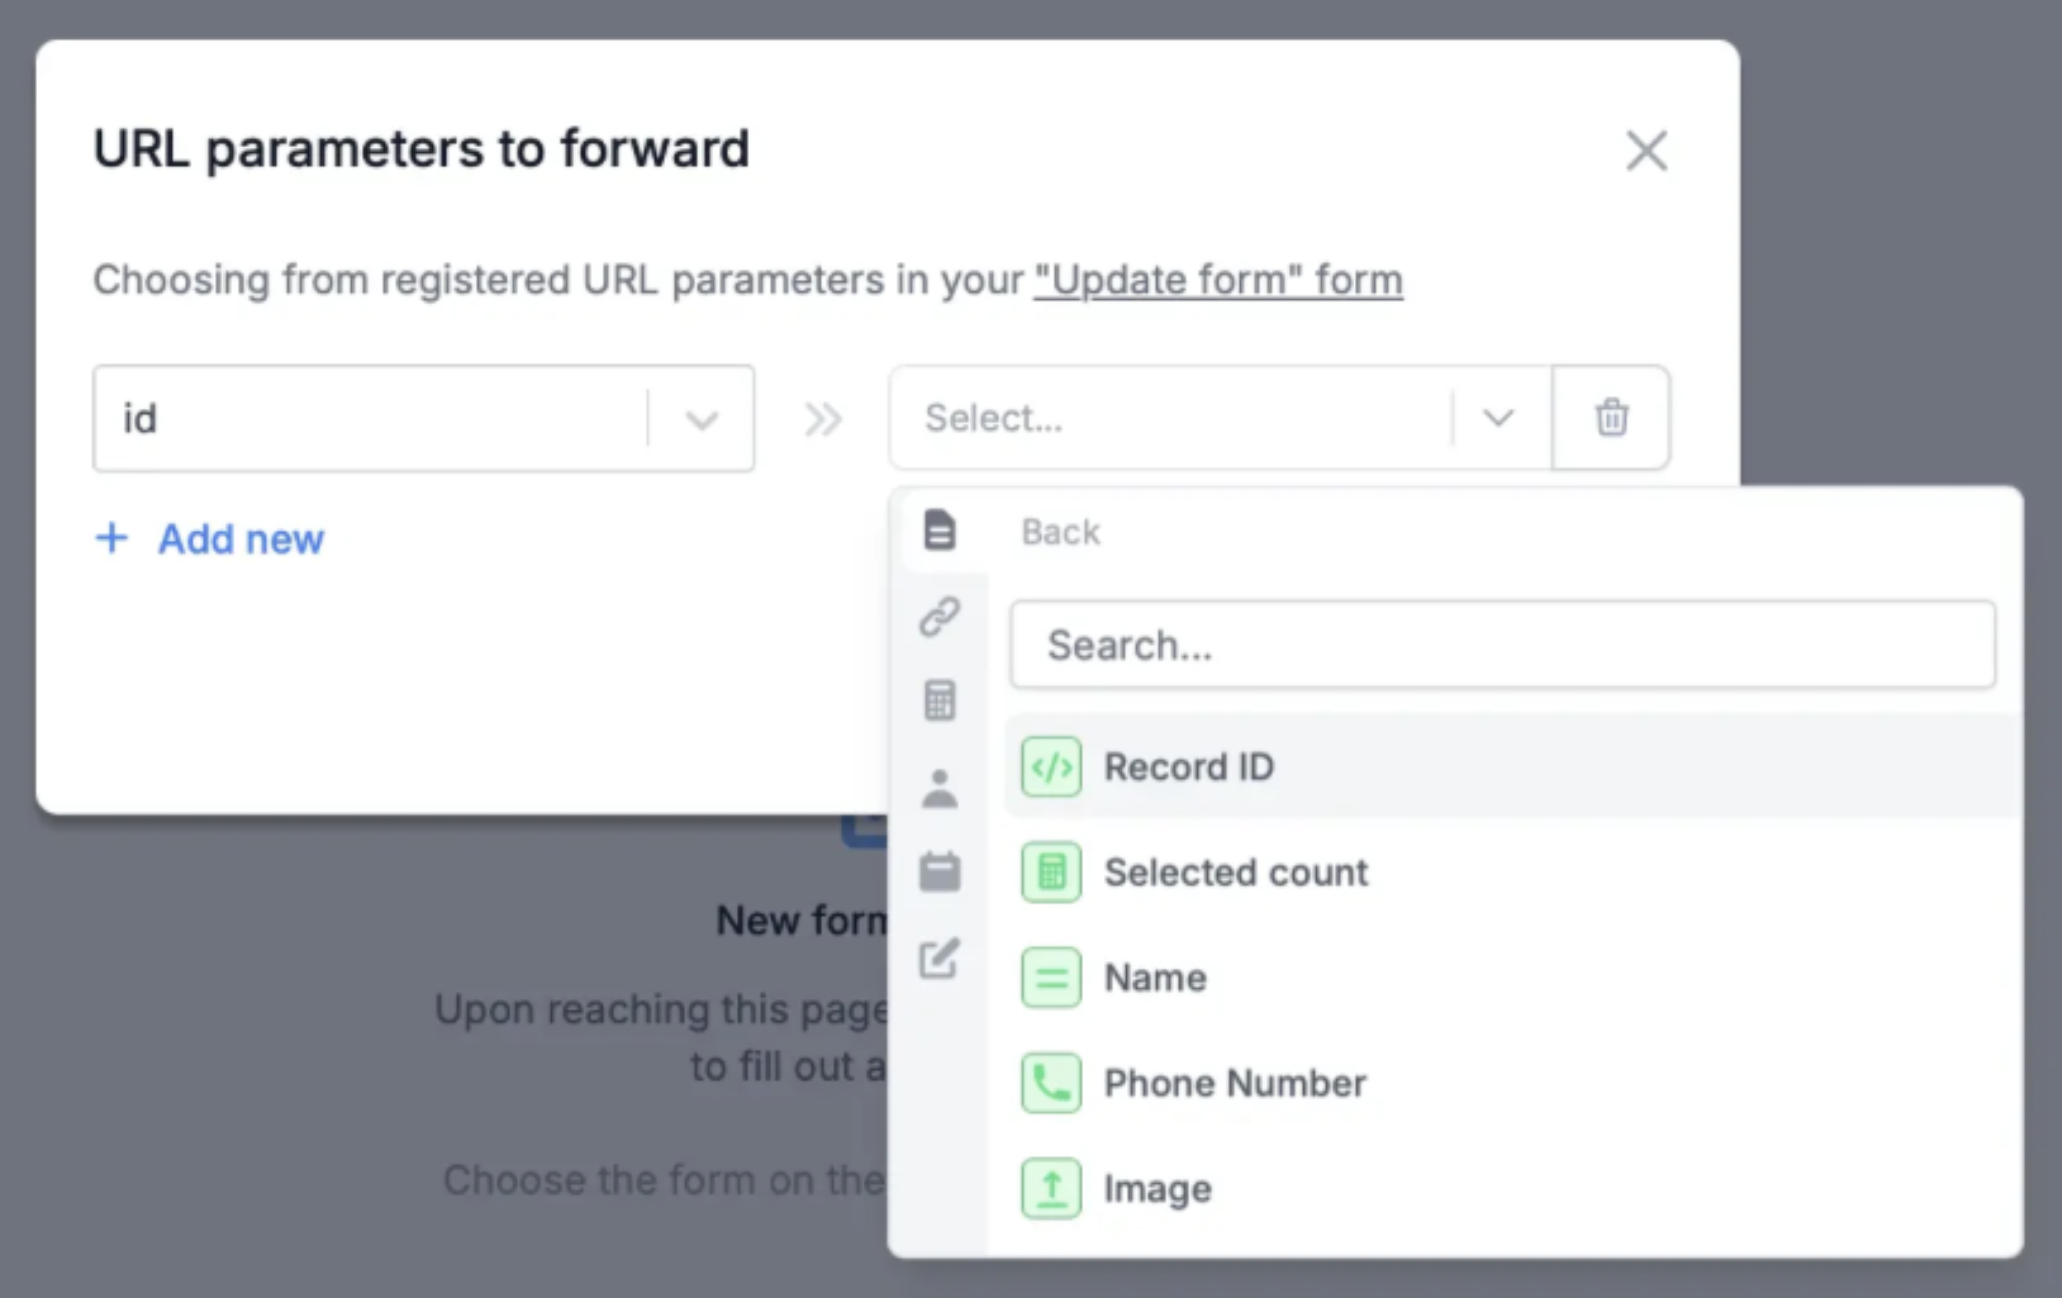 URL parameters to forward
Choosing from registered URL parameters in your "Update form" form
id
Select...
Add new
Back
Search...
Record ID
Selected count
Name
Phone Number
Image
New form
Upon reaching this page
to fill out a
Choose the form on the